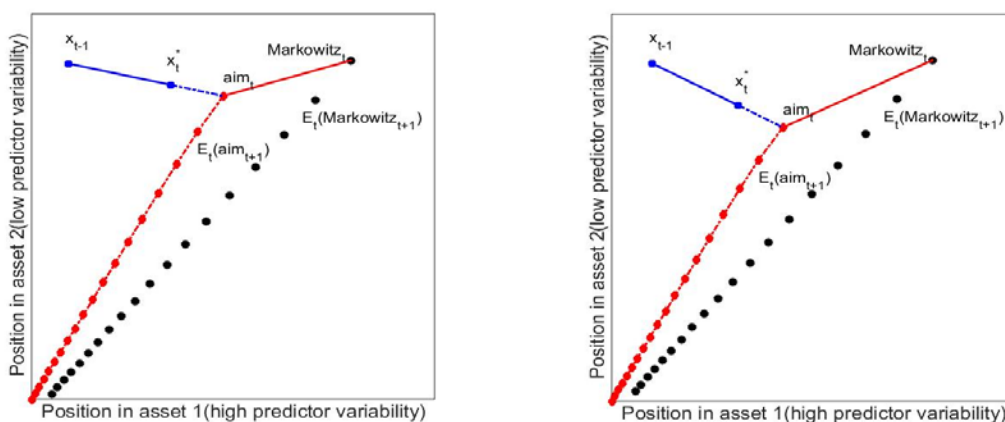 x_{t-1}
x_t^*
Markowitz_t
aim_t
E_t(Markowitz_{t+1})
E_t(aim_{t+1})
Position in asset 2(low predictor variability)
Position in asset 1(high predictor variability)
x_{t-1}
x_t^*
Markowitz_t
aim_t
E_t(Markowitz_{t+1})
E_t(aim_{t+1})
Position in asset 2(low predictor variability)
Position in asset 1(high predictor variability)